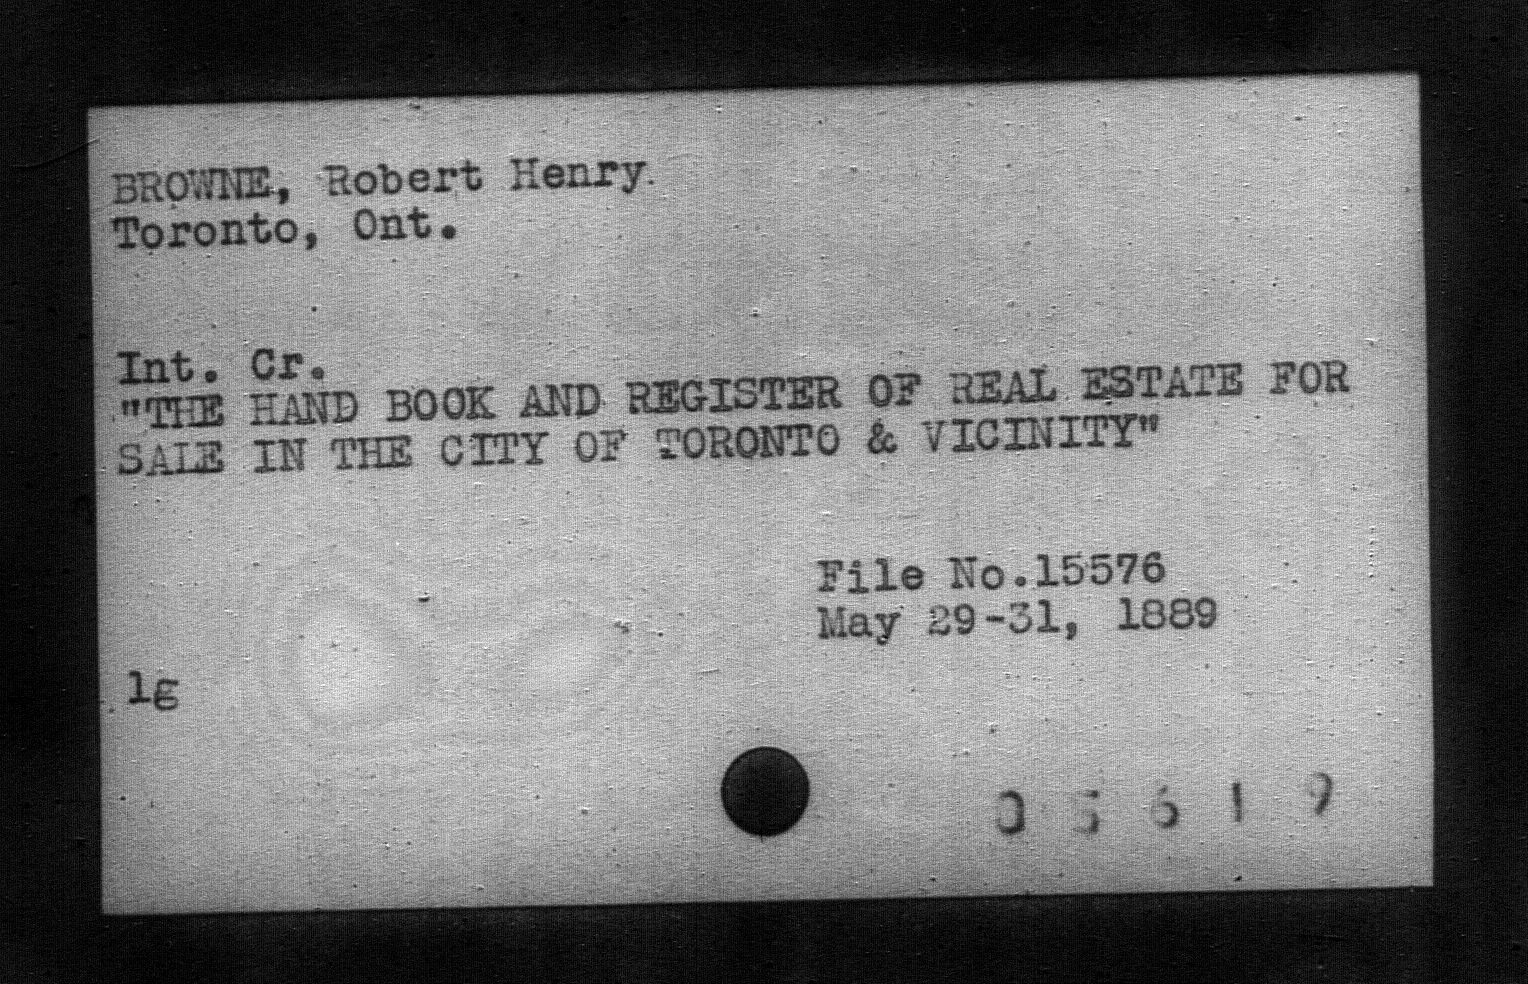 BROWNE, Robert Henry.
Toronto, Ont.
Int. Cr.
"THE HAND BOOK AND REGISTER OF REAL ESTATE FOR
SALE IN THE CITY OF TORONTO & VICINITY"
File No.15576
May 29-31, 1889
lg
0 5 6 1 9